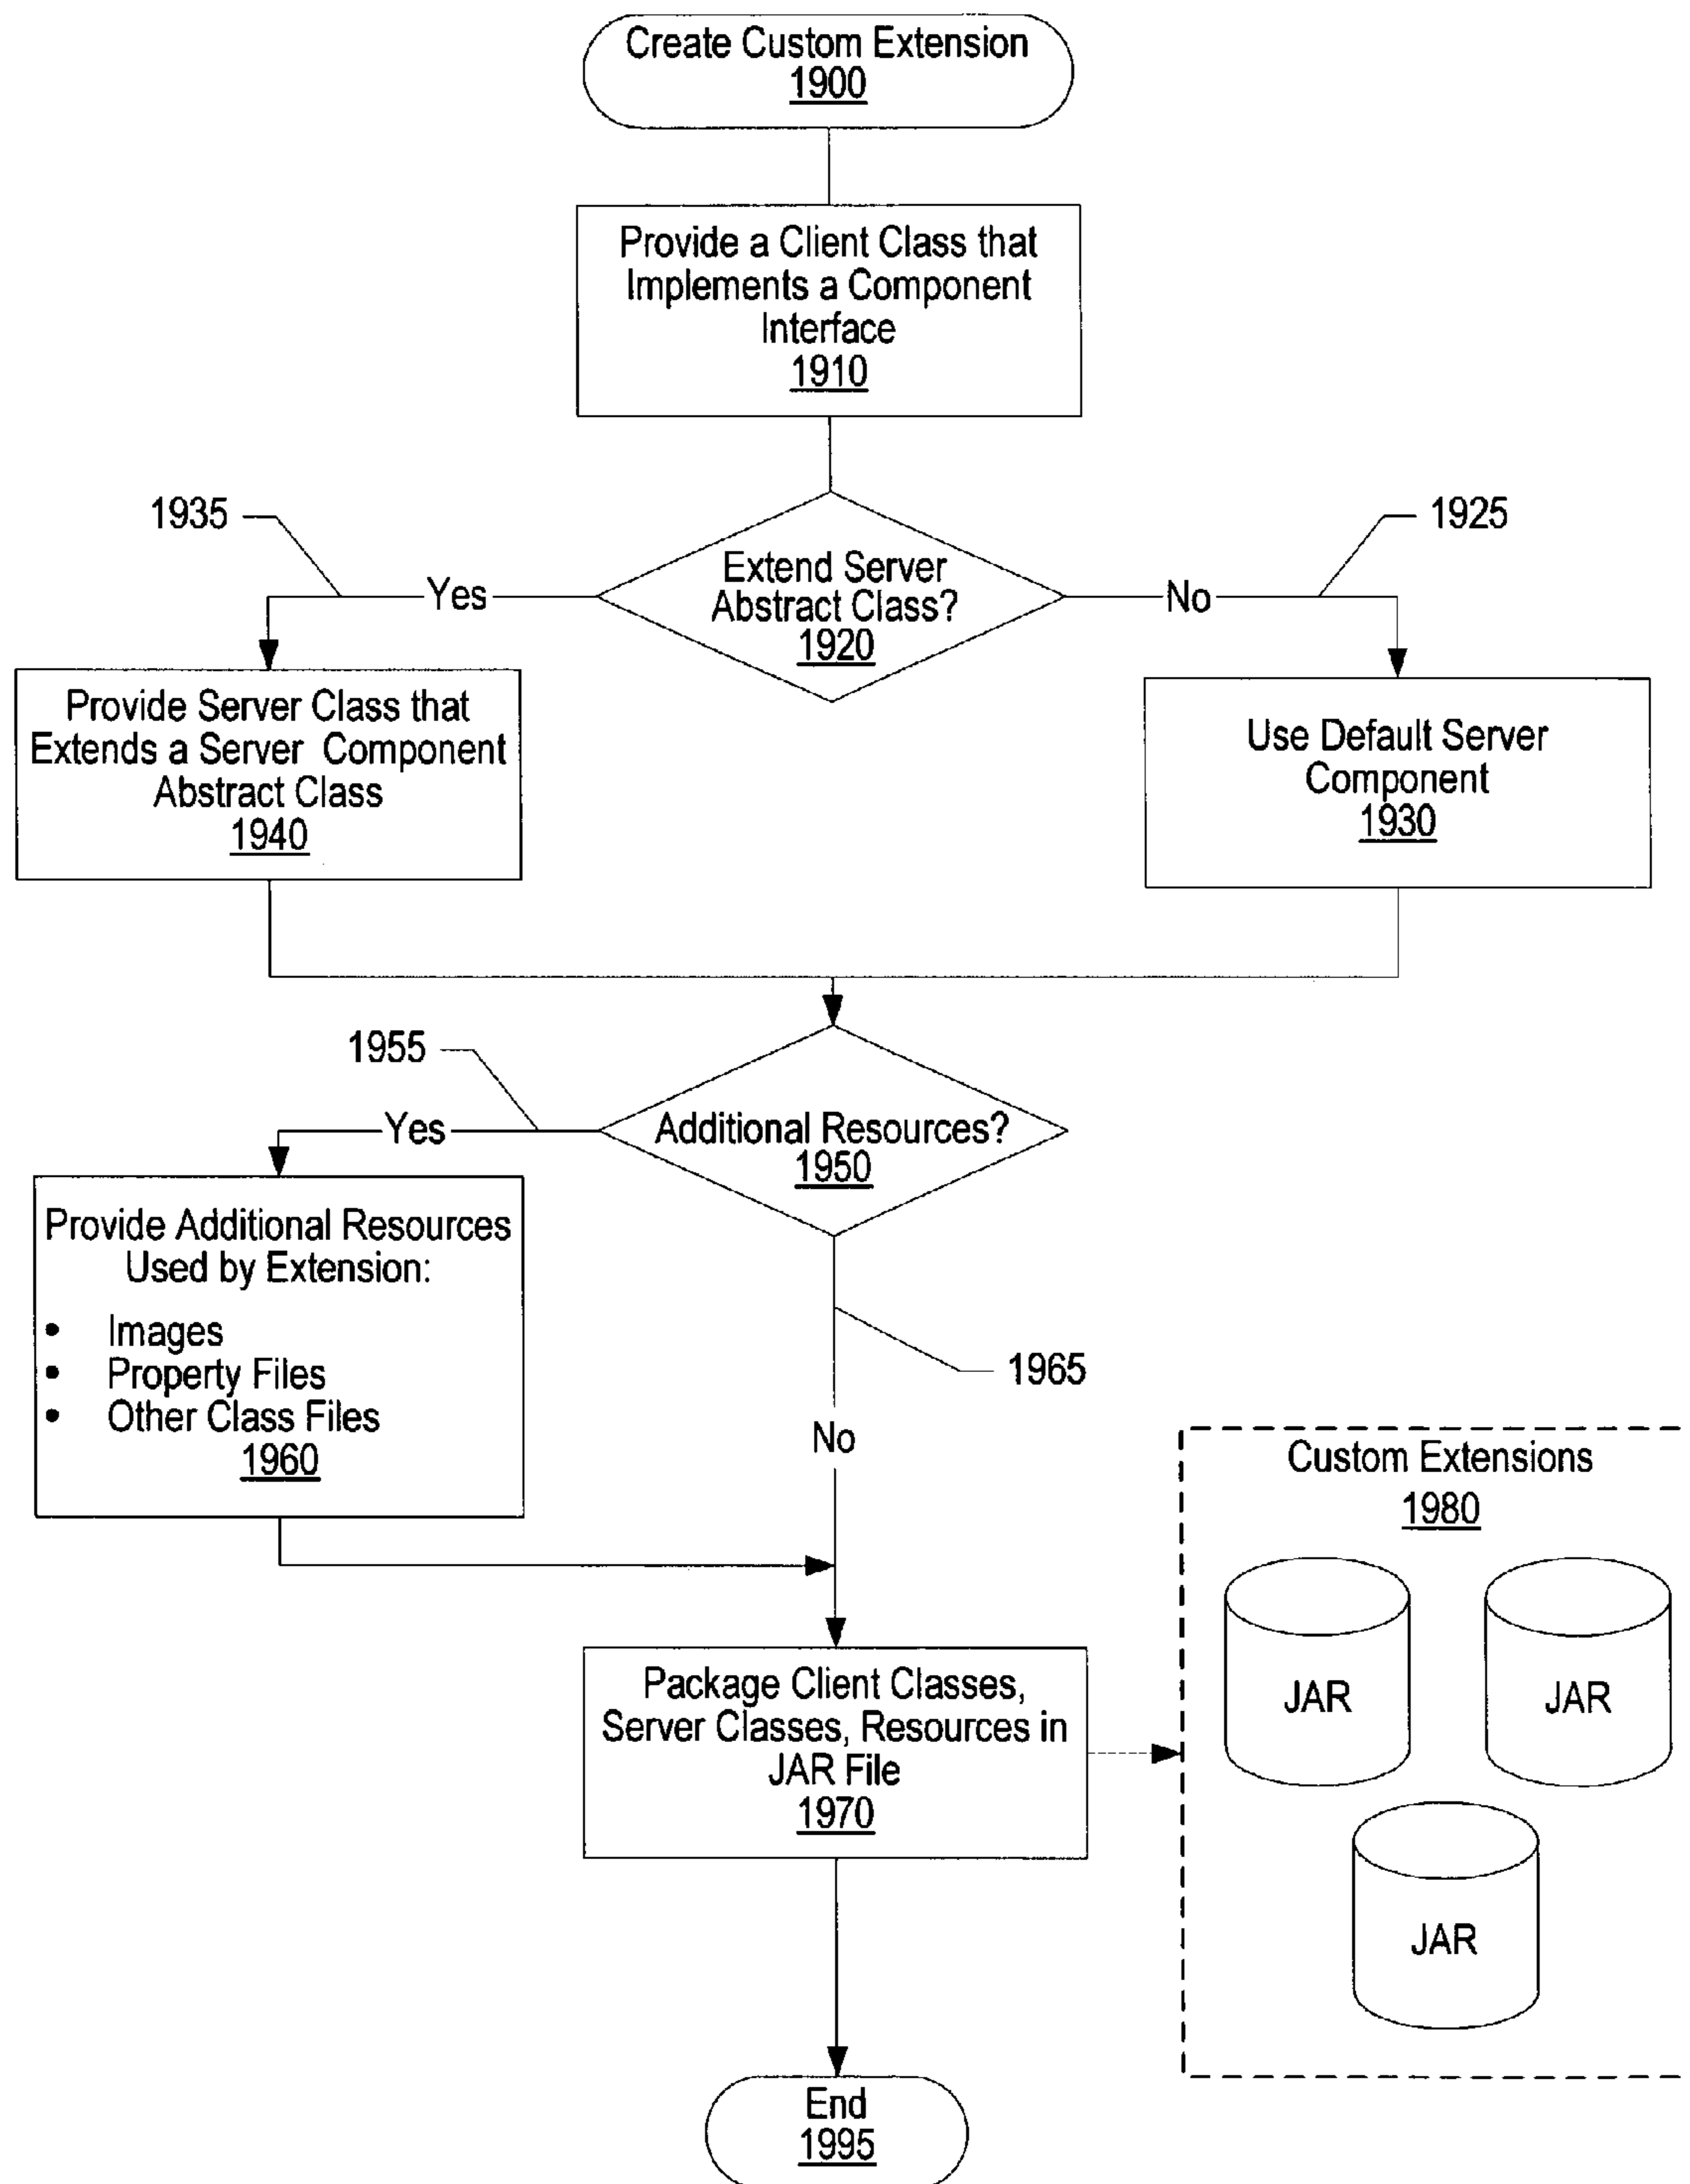 Create Custom Extension
1900
Provide a Client Class that
Implements a Component
Interface
1910
1935
1925
Extend Server
Abstract Class?
1920
Yes
No
Provide Server Class that
Extends a Server Component
Abstract Class
1940
Use Default Server
Component
1930
1955
Yes
Additional Resources?
1950
Provide Additional Resources
Used by Extension:
• Images
• Property Files
• Other Class Files
1960
1965
No
Custom Extensions
1980
JAR
JAR
JAR
Package Client Classes,
Server Classes, Resources in
JAR File
1970
End
1995